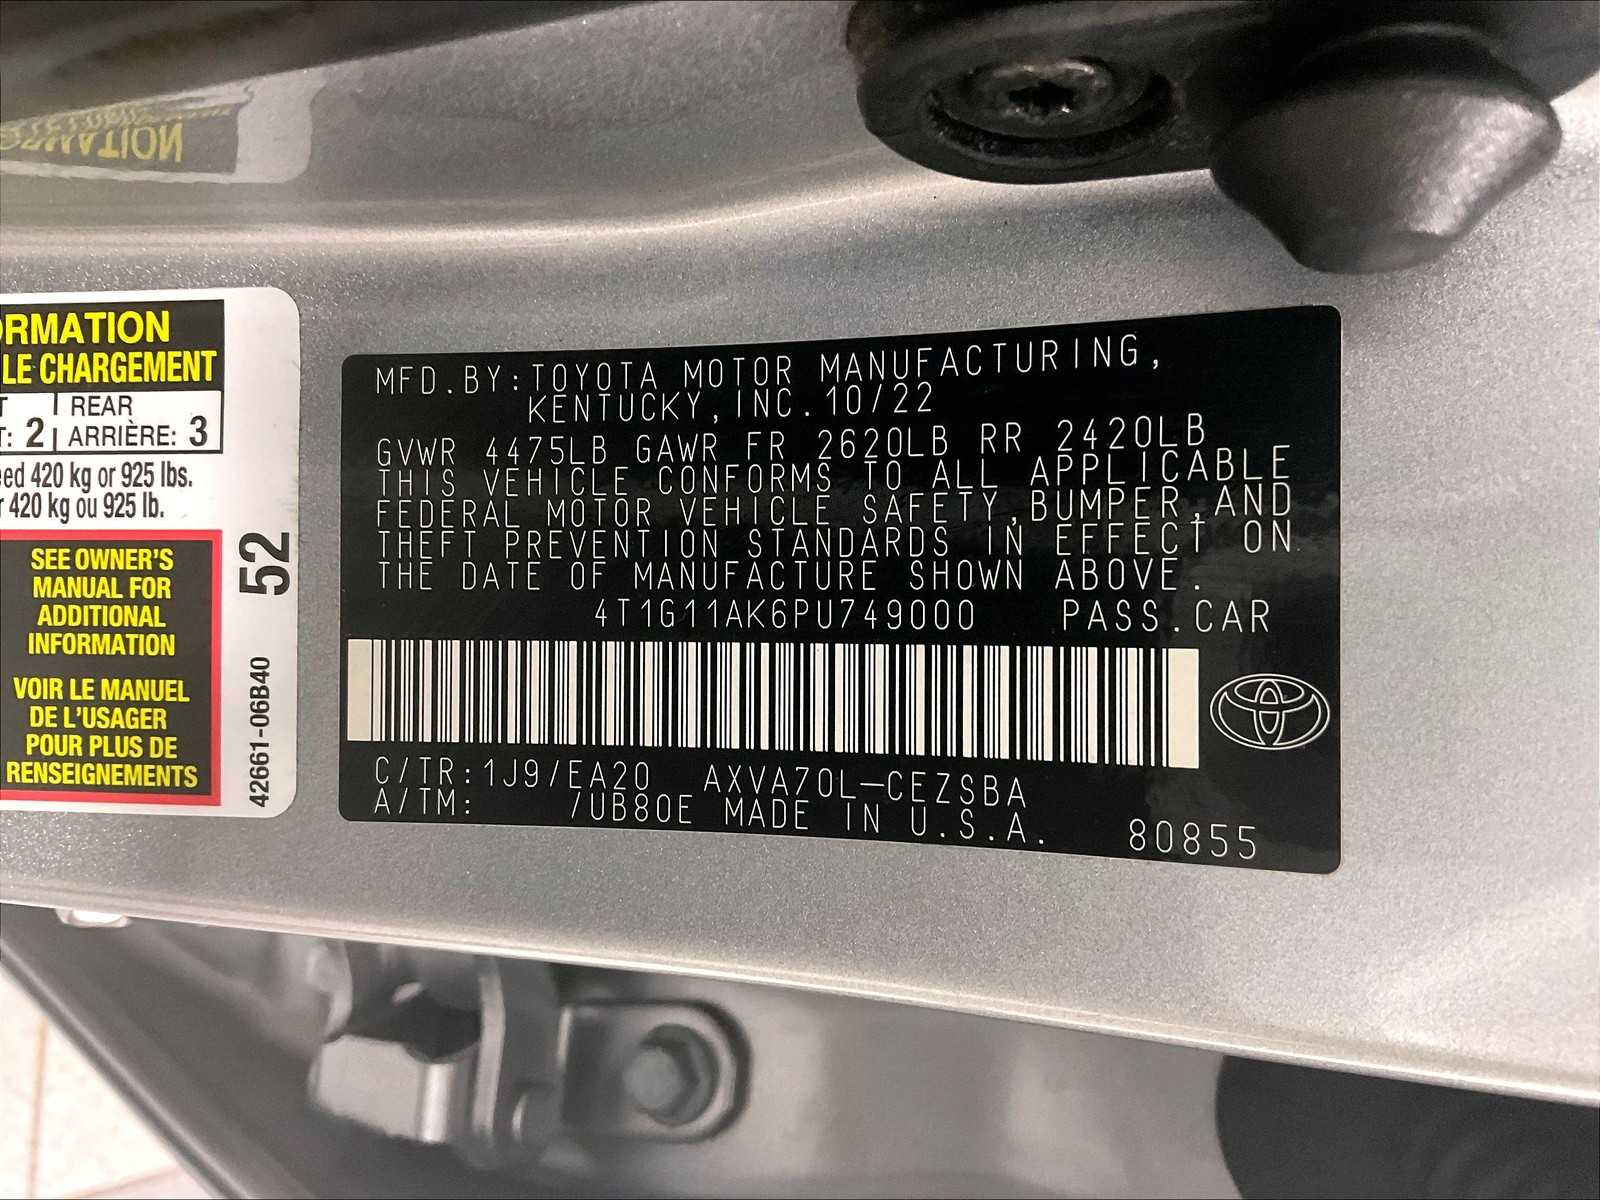 ORMATION
LE CHARGEMENT
REAR
: 2 ARRIÈRE: 3
eed 420 kg or 925 lbs.
r 420 kg ou 925 lb.
SEE OWNER'S
MANUAL FOR
ADDITIONAL
INFORMATION
VOIR LE MANUEL
DE L'USAGER
POUR PLUS DE
RENSEIGNEMENTS
52
42661-06B40
MFD.BY:TOYOTA MOTOR MANUFACTURING,
KENTUCKY,INC.10/22
GVWR 4475LB GAWR FR 2620LB RR 2420LB
THIS VEHICLE CONFORMS TO ALL APPLICABLE
FEDERAL MOTOR VEHICLE SAFETY,BUMPER,AND
THEFT PREVENTION STANDARDS IN EFFECT ON
THE DATE OF MANUFACTURE SHOWN ABOVE.
4T1G11AK6PU749000 PASS.CAR
C/TR:1J9/EA20 AXVA70L-CEZSBA
A/TM: /UB80E MADE IN U.S.A. 80855